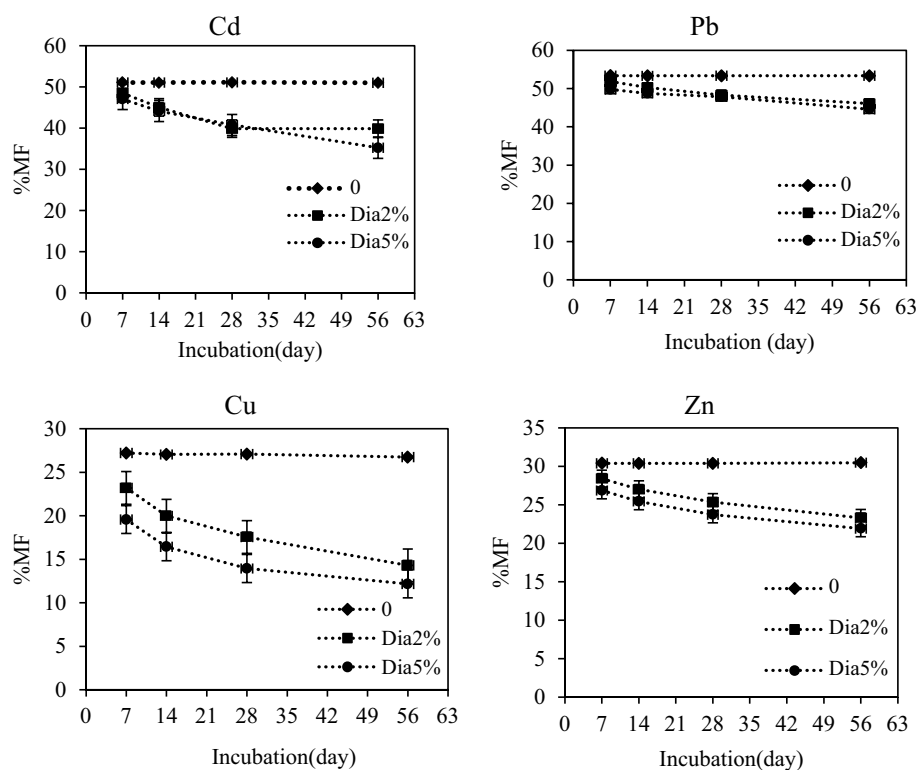 Cd
60
50
40
30
20
10
0
%MF
0
Dia2%
Dia5%
0 7 14 21 28 35 42 49 56 63
Incubation(day)
Pb
60
50
40
30
20
10
0
%MF
0
Dia2%
Dia5%
0 7 14 21 28 35 42 49 56 63
Incubation (day)
Cu
30
25
20
15
10
5
0
%MF
0
Dia2%
Dia5%
0 7 14 21 28 35 42 49 56 63
Incubation(day)
Zn
35
30
25
20
15
10
5
0
%MF
0
Dia2%
Dia5%
0 7 14 21 28 35 42 49 56 63
Incubation(day)